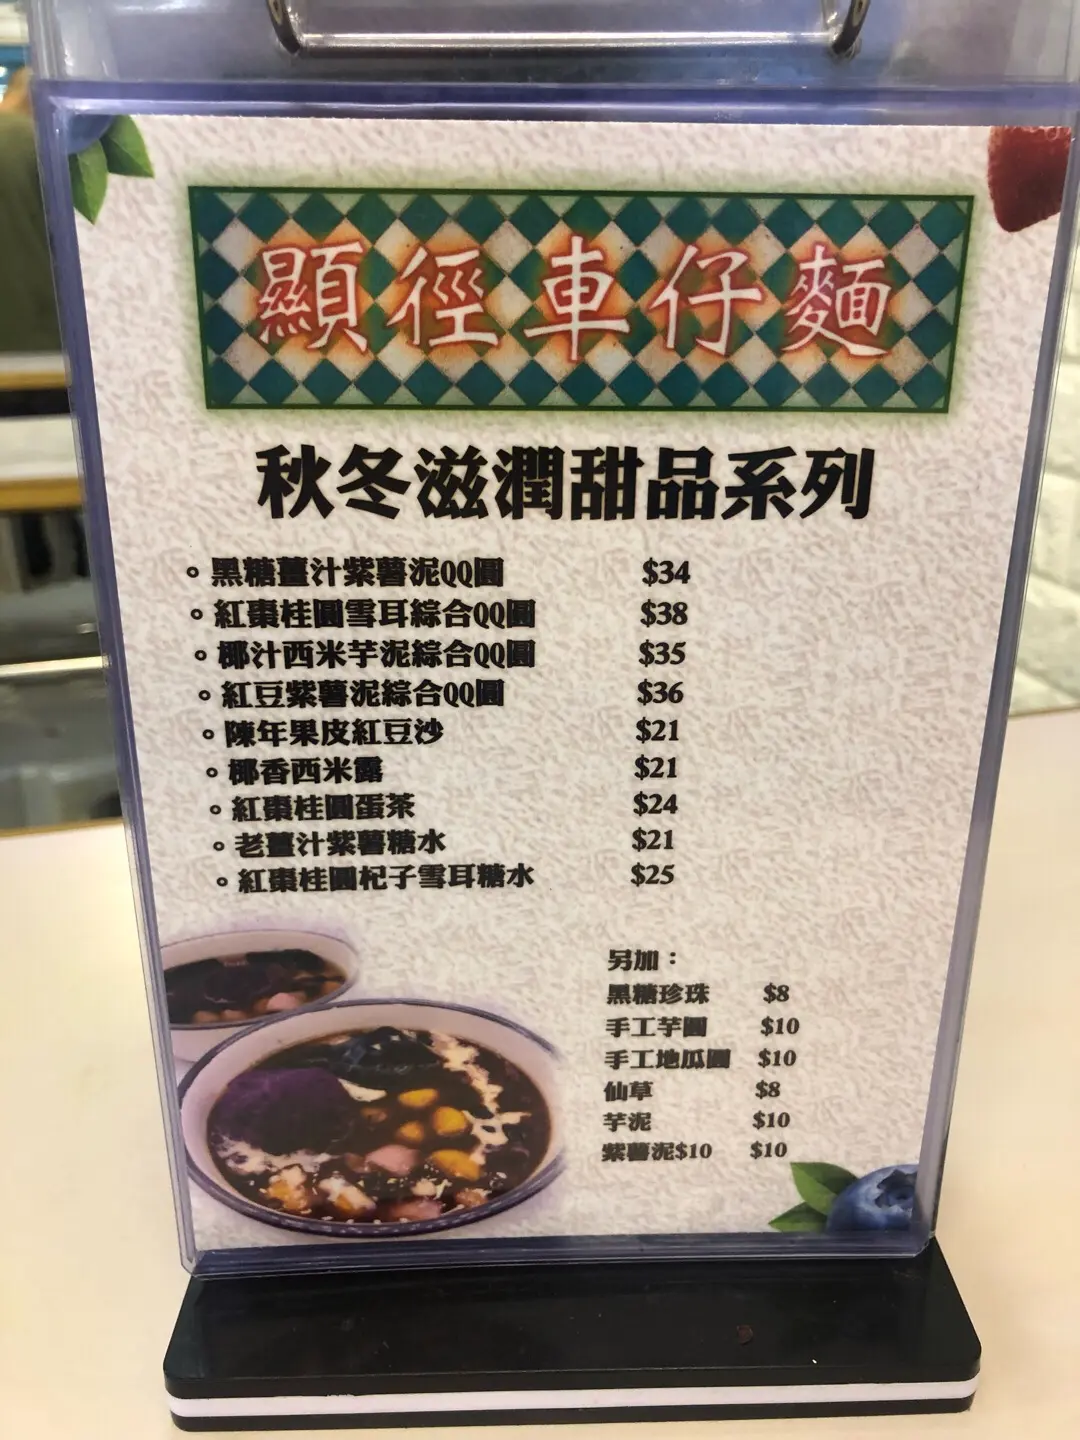 顯徑車仔麵
秋冬滋潤甜品系列
。黑糖薑汁紫薯泥QQ圓 $34
。紅棗桂圓雪耳綜合QQ圓 $38
。椰汁西米芋泥綜合QQ圓 $35
。紅豆紫薯泥綜合QQ圓 $36
。陳年果皮紅豆沙 $21
。椰香西米露 $21
。紅棗桂圓蛋茶 $24
。老薑汁紫薯糖水 $21
。紅棗桂圓杞子雪耳糖水 $25
另加：
黑糖珍珠 $8
手工芋圓 $10
手工地瓜圓 $10
仙草 $8
芋泥 $10
紫薯泥$10 $10